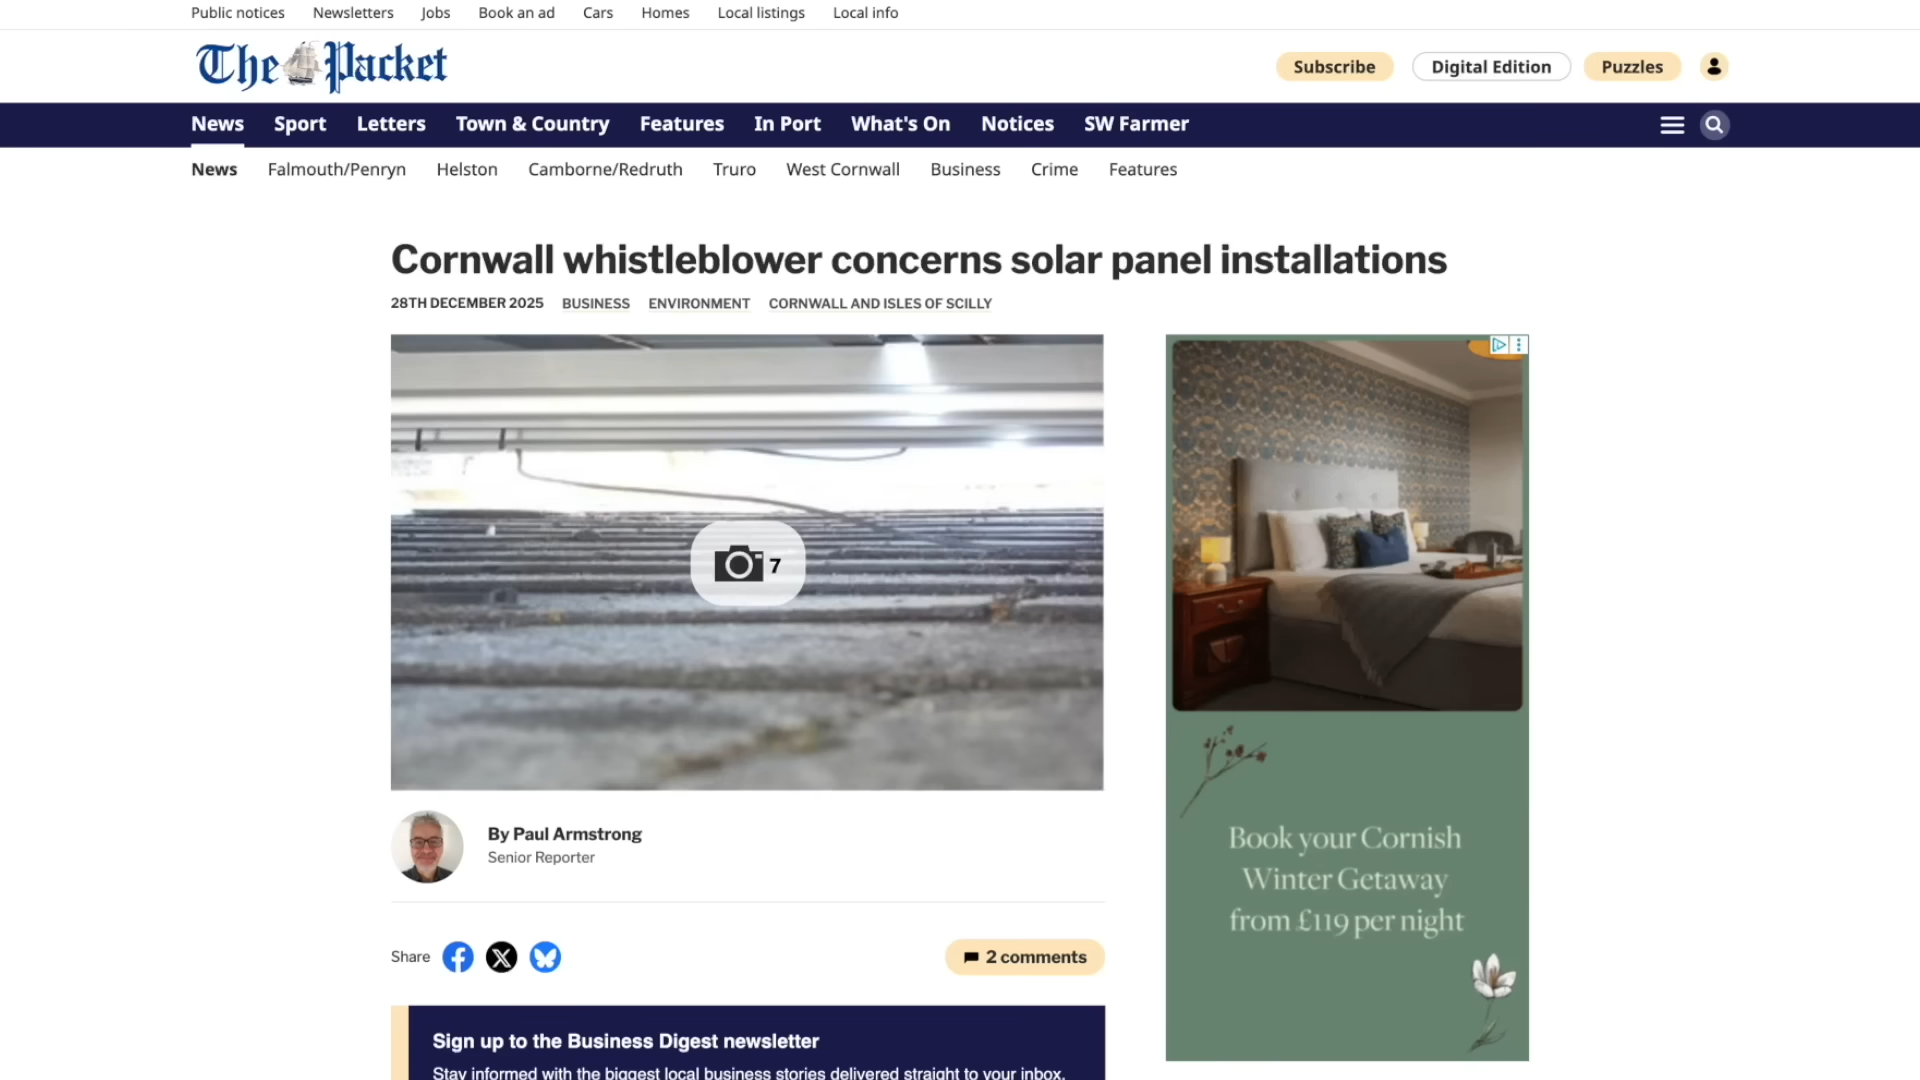 Public notices Newsletters Jobs Book an ad Cars Homes Local listings Local info
The Packet
Subscribe Digital Edition Puzzles
News Sport Letters Town & Country Features In Port What's On Notices SW Farmer
News Falmouth/Penryn Helston Camborne/Redruth Truro West Cornwall Business Crime Features
Cornwall whistleblower concerns solar panel installations
28TH DECEMBER 2025 BUSINESS ENVIRONMENT CORNWALL AND ISLES OF SCILLY
7
By Paul Armstrong
Senior Reporter
Share
2 comments
Sign up to the Business Digest newsletter
Stay informed with the biggest local business stories delivered straight to your inbox.
Book your Cornish
Winter Getaway
from £119 per night